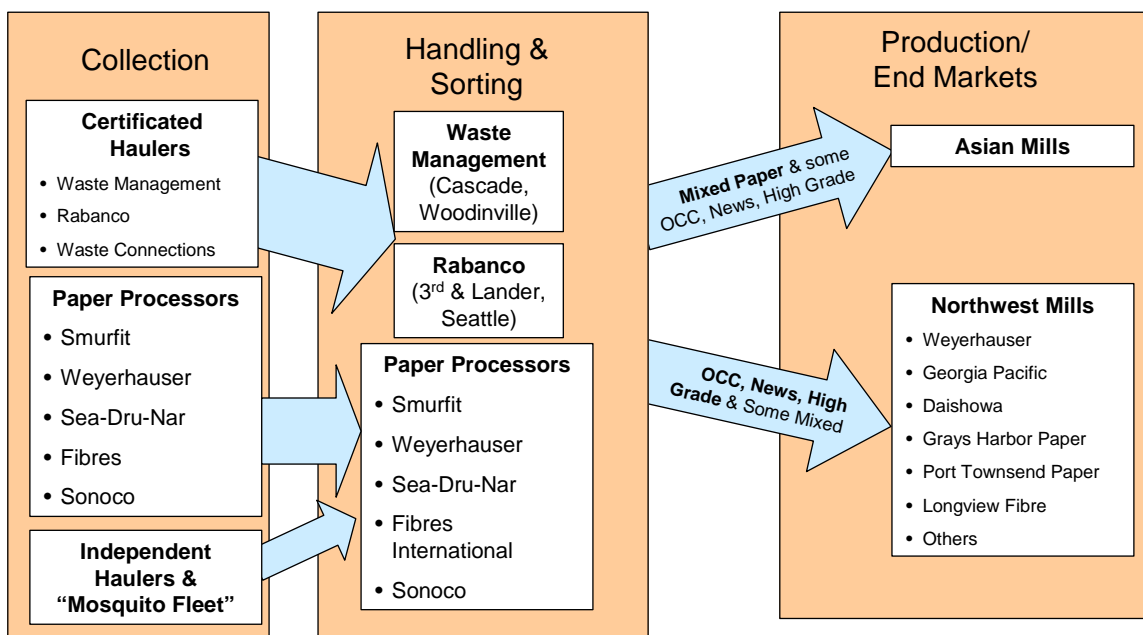 Collection
Certificated
Haulers
• Waste Management
• Rabanco
• Waste Connections
Paper Processors
• Smurfit
• Weyerhauser
• Sea-Dru-Nar
• Fibres
• Sonoco
Independent
Haulers &
“Mosquito Fleet”
Handling &
Sorting
Waste
Management
(Cascade,
Woodinville)
Rabanco
(3rd & Lander,
Seattle)
Paper Processors
• Smurfit
• Weyerhauser
• Sea-Dru-Nar
• Fibres
International
• Sonoco
Mixed Paper & some
OCC, News, High Grade
OCC, News, High
Grade & Some Mixed
Production/
End Markets
Asian Mills
Northwest Mills
• Weyerhauser
• Georgia Pacific
• Daishowa
• Grays Harbor Paper
• Port Townsend Paper
• Longview Fibre
• Others